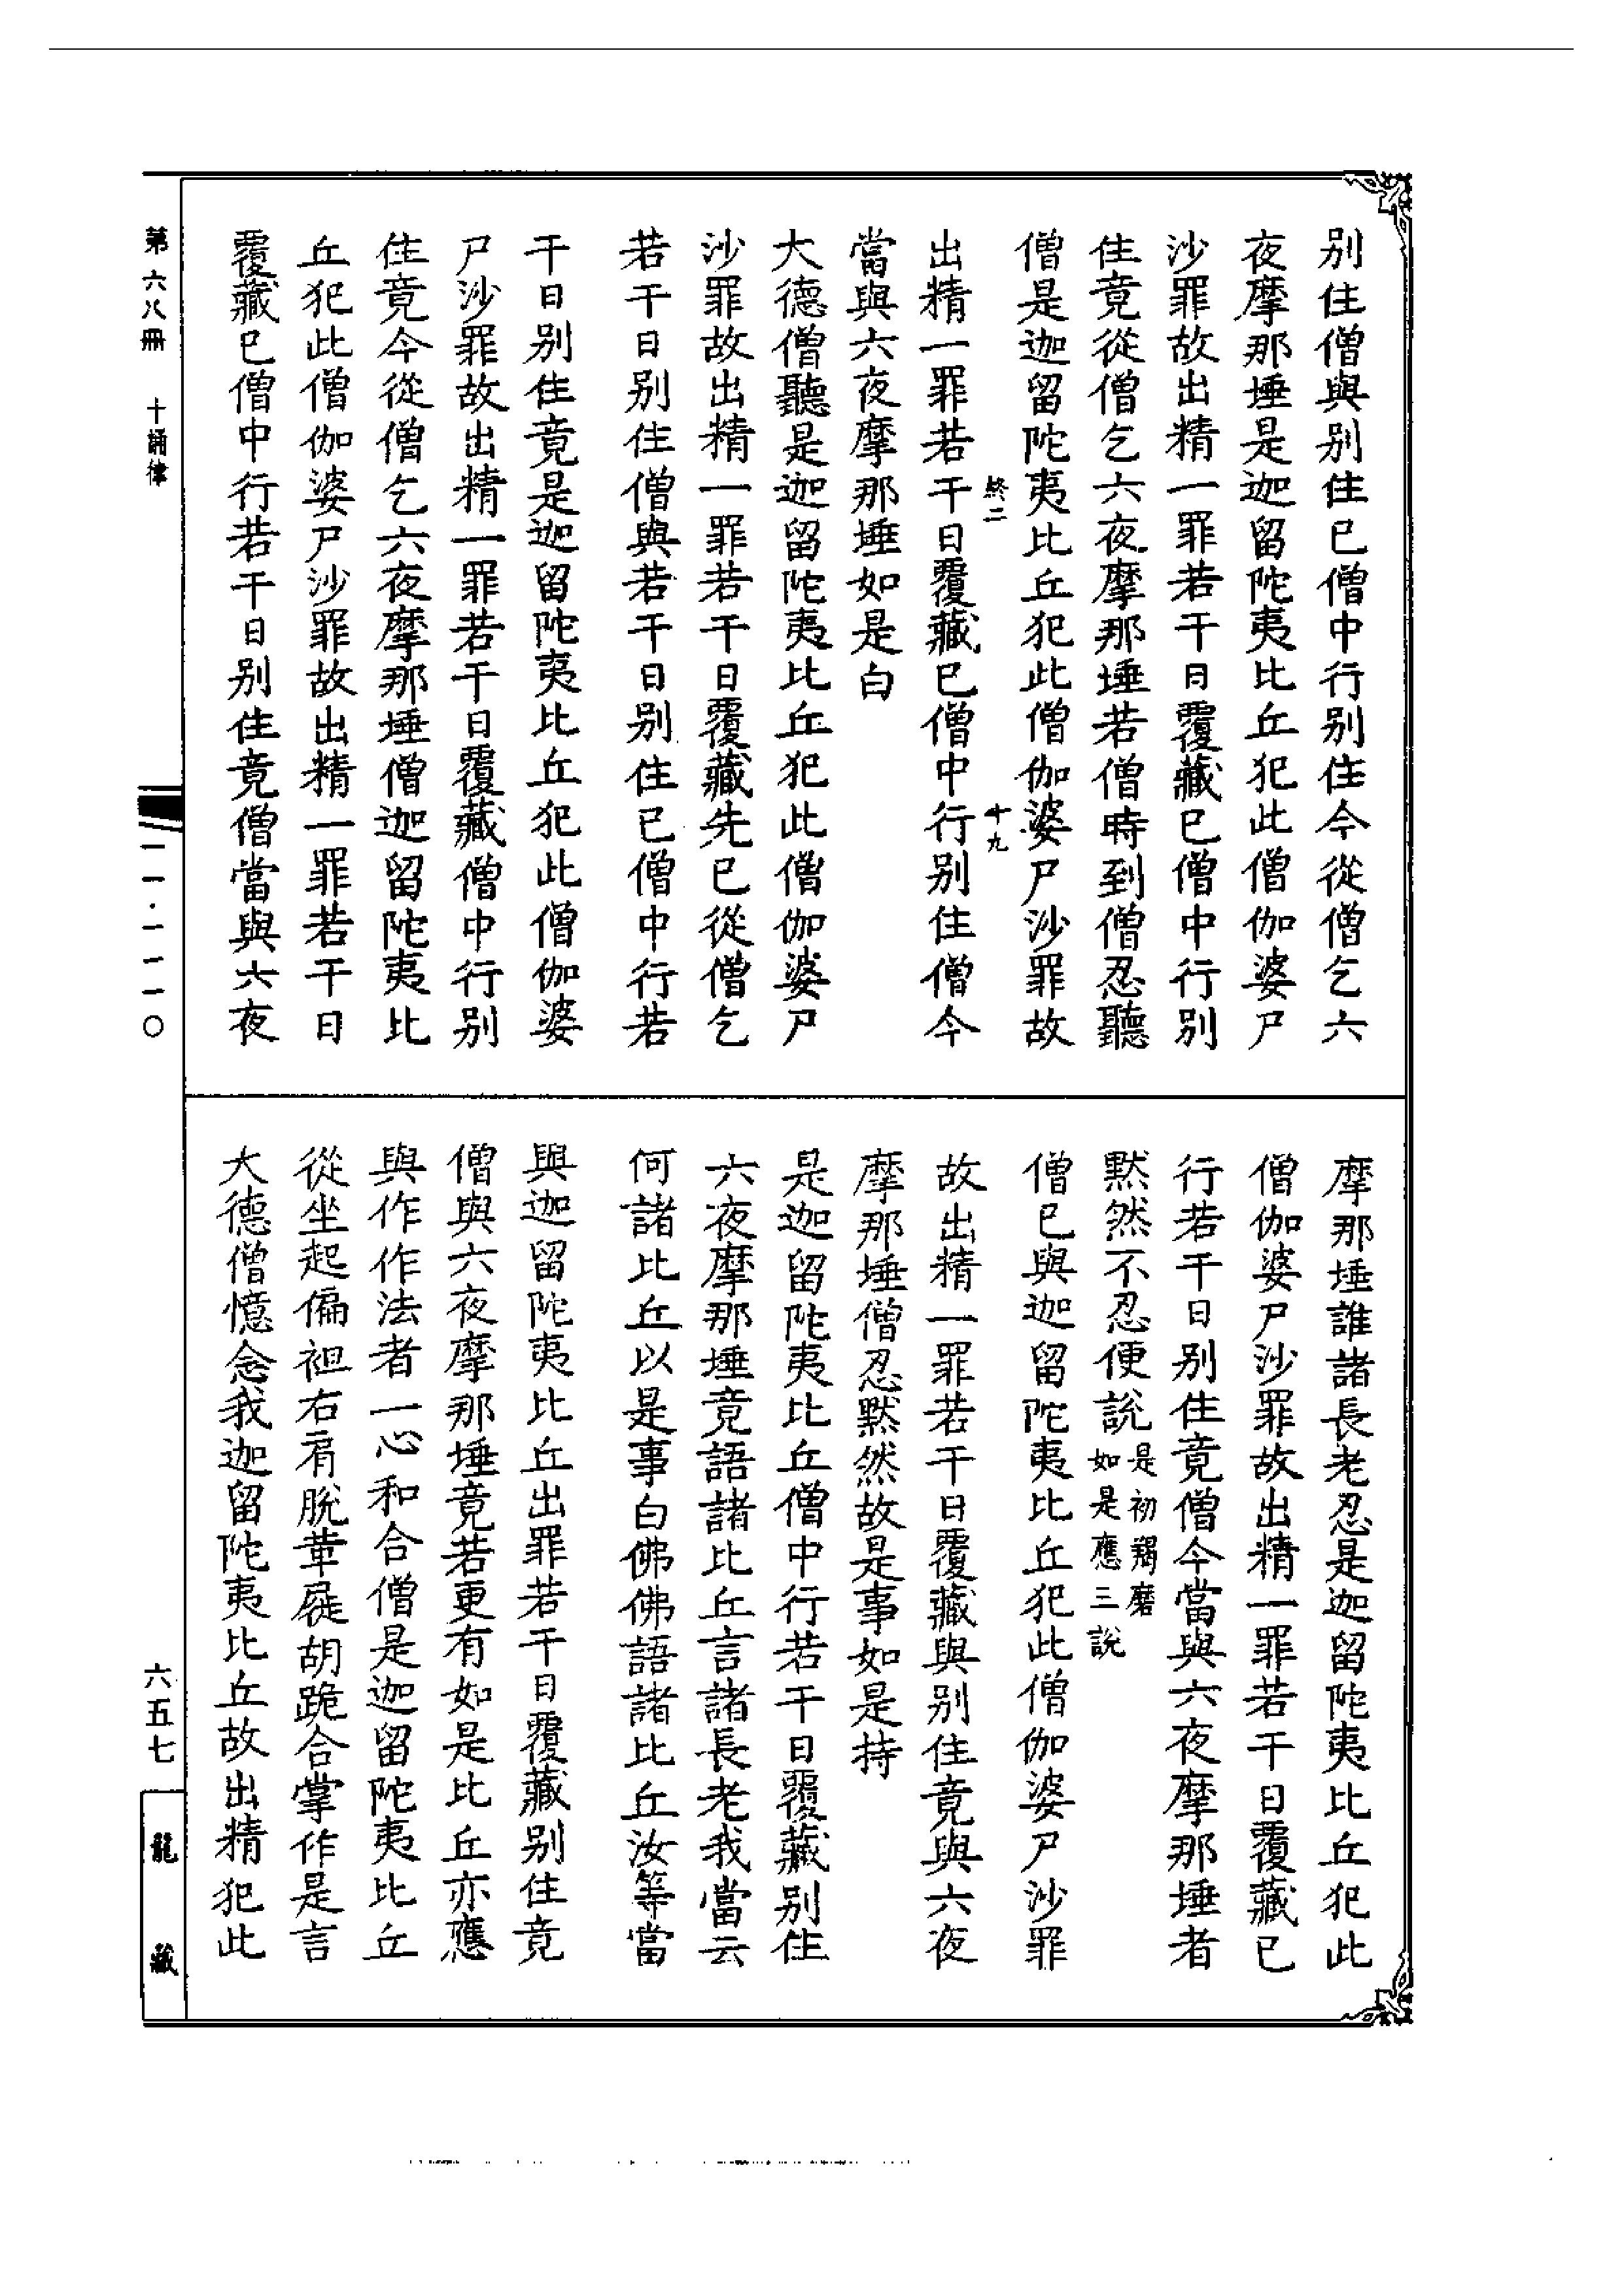 別住僧與別住已僧中行別住今從僧乞六
夜摩那埵是迦留陀夷比丘犯此僧伽婆尸
沙罪故出精一罪若干日覆藏已僧中行別
住竟從僧乞六夜摩那埵若僧時到僧忍聽
僧是迦留陀夷比丘犯此僧伽婆尸沙罪故
終二 十九
出精一罪若干日覆藏已僧中行別住僧今
當與六夜摩那埵如是白
大德僧聽是迦留陀夷比丘犯此僧伽婆尸
沙罪故出精一罪若干日覆藏先已從僧乞
若干日別住僧與若干日別住已僧中行若
干日別住竟是迦留陀夷比丘犯此僧伽婆
尸沙罪故出精一罪若干日覆藏僧中行別
住竟今從僧乞六夜摩那埵僧迦留陀夷比
丘犯此僧伽婆尸沙罪故出精一罪若干日
覆藏已僧中行若干日別住竟僧當與六夜
摩那埵誰諸長老忍是迦留陀夷比丘犯此
僧伽婆尸沙罪故出精一罪若干日覆藏已
行若干日別住竟僧今當與六夜摩那埵者
默然不忍便說是初羯磨如是應三說
僧已與迦留陀夷比丘犯此僧伽婆尸沙罪
故出精一罪若干日覆藏與別住竟與六夜
摩那埵僧忍默然故是事如是持
是迦留陀夷比丘僧中行若干日覆藏別住
六夜摩那埵竟語諸比丘言諸長老我當云
何諸比丘以是事白佛佛語諸比丘汝等當
與迦留陀夷比丘出罪若干日覆藏別住竟
僧與六夜摩那埵竟若更有如是比丘亦應
與作作法者一心和合僧是迦留陀夷比丘
從坐起偏袒右肩脫革屣胡跪合掌作是言
大德僧憶念我迦留陀夷比丘故出精犯此
第六八冊 十誦律
一一·一一一〇
六五七
龍藏